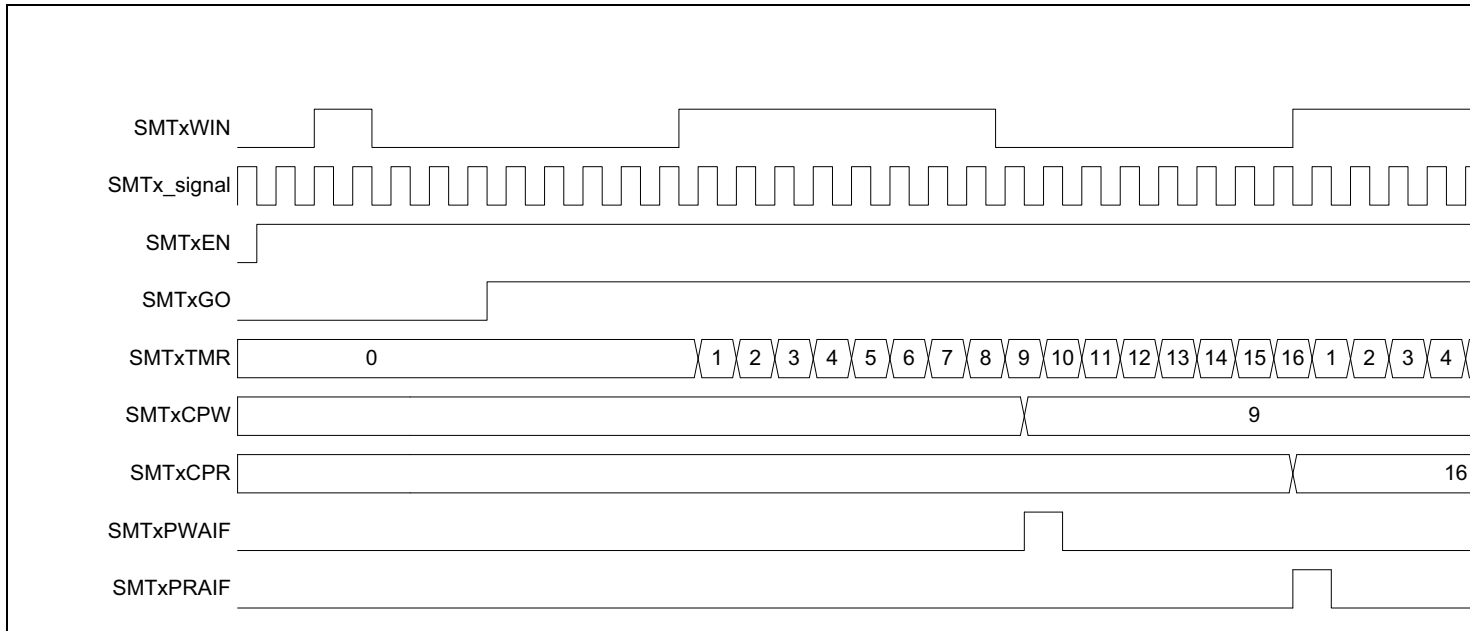 SMTxWIN
SMTx_signal
SMTxEN
SMTxGO
SMTxTMR 0 1 2 3 4 5 6 7 8 9 10 11 12 13 14 15 16 1 2 3 4
SMTxCPW 9
SMTxCPR 16
SMTxPWAIF
SMTxPRAIF